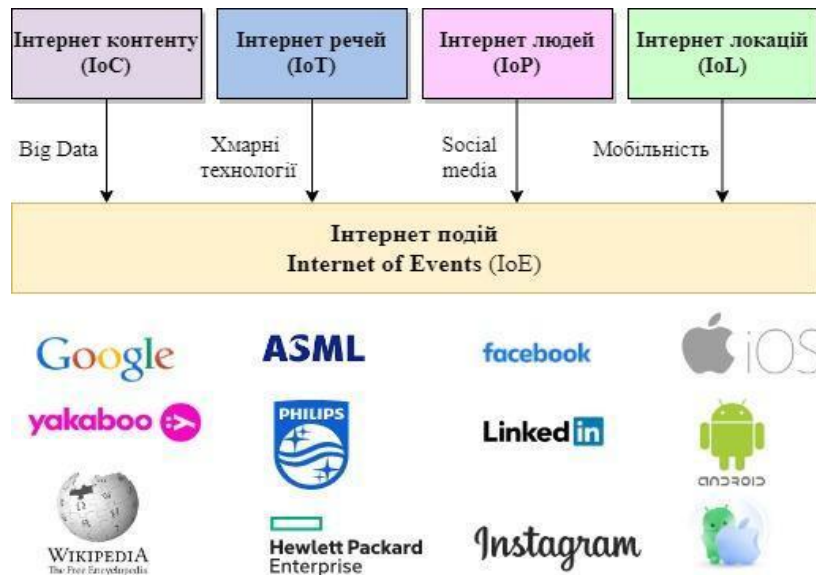 Інтернет контенту
(IoC)
Інтернет речей
(IoT)
Інтернет людей
(IoP)
Інтернет локацій
(IoL)
Big Data
Хмарні
технології
Social
media
Мобільність
Інтернет подій
Internet of Events (IoE)
Google
ASML
facebook
iOS
yakaboo
PHILIPS
Linked in
ANDROID
WIKIPEDIA
The Free Encyclopedia
Hewlett Packard
Enterprise
Instagram